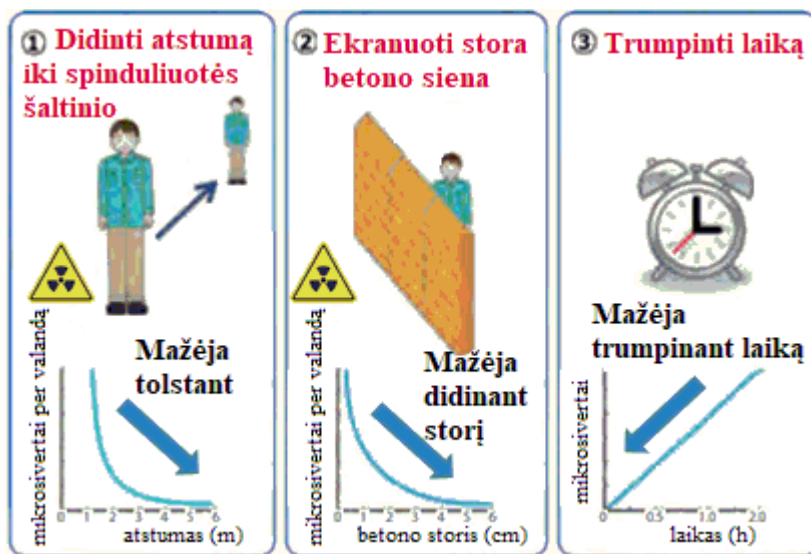 ① Didinti atstumą
iki spinduliuotės
šaltinio
mikrosivertai per valandą
Mažėja
tolstant
0 1 2 3 4 5 6
atstumas (m)
② Ekranuoti stora
betono siena
mikrosivertai per valandą
Mažėja
didinant
storį
0 1 2 3 4 5 6
betono storis (cm)
③ Trumpinti laiką
Mažėja
trumpinant laiką
mikrosivertai
0 0.5 1.0 2.0
laikas (h)